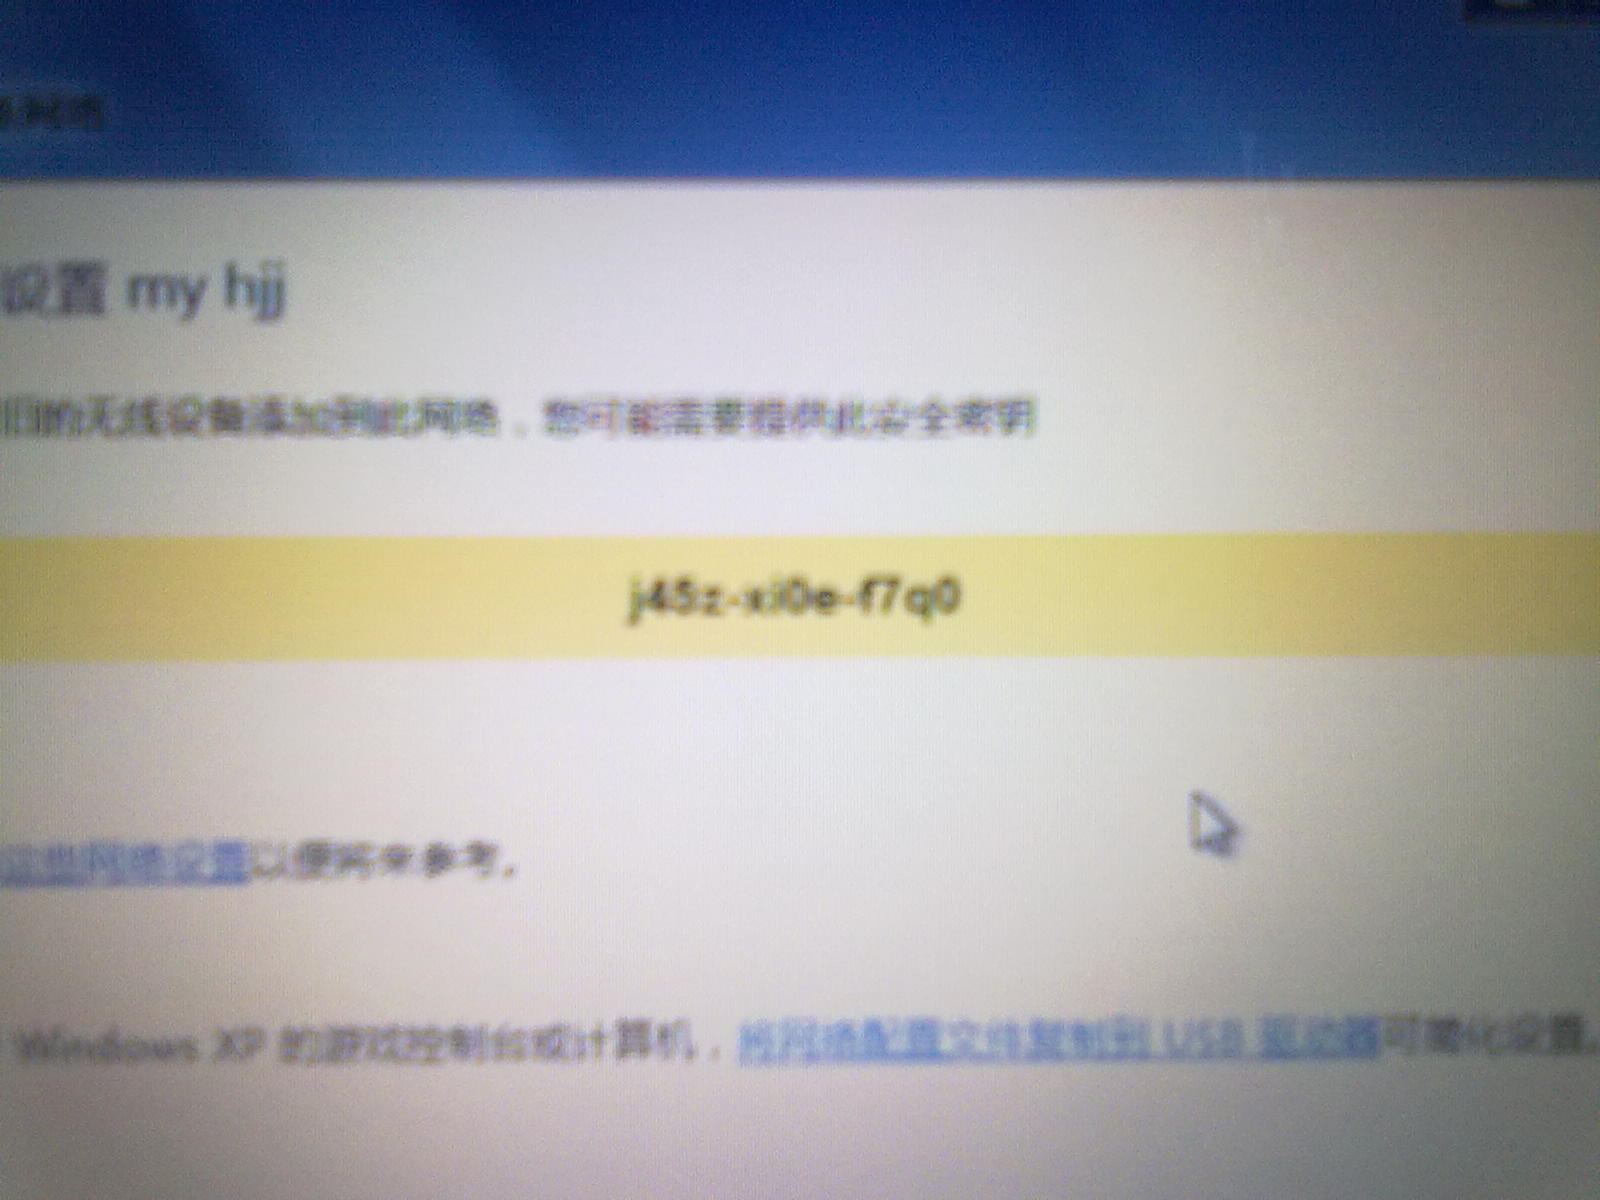 网络
设置 my hjj
旧的无线设备添加到此网络，您可能需要提供此安全密钥
j45z-xi0e-f7q0
这些网络设置以便将来参考。
Windows XP 的游戏控制台或计算机，将网络配置文件复制到 USB 驱动器可简化设置。